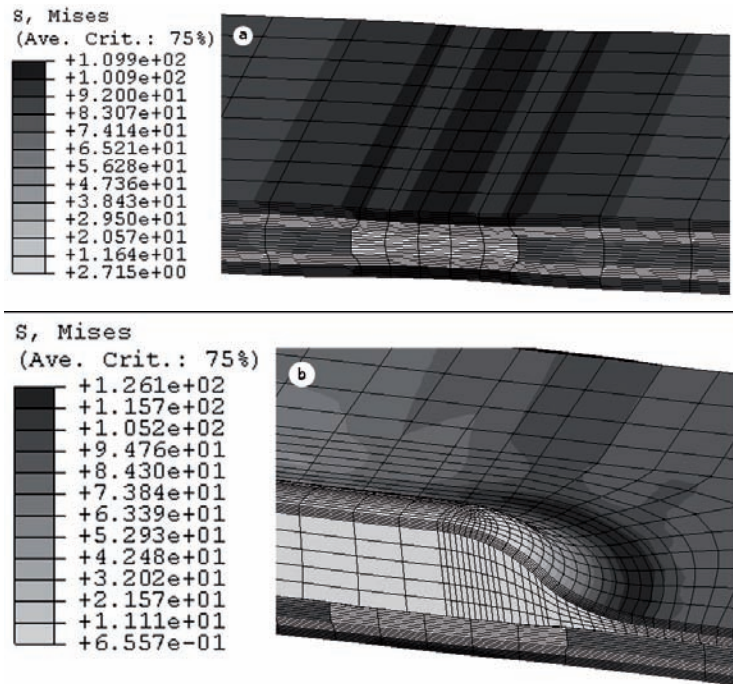 S, Mises
(Ave. Crit.: 75%)
+1.099e+02
+1.009e+02
+9.200e+01
+8.307e+01
+7.414e+01
+6.521e+01
+5.628e+01
+4.736e+01
+3.843e+01
+2.950e+01
+2.057e+01
+1.164e+01
+2.715e+00
a
S, Mises
(Ave. Crit.: 75%)
+1.261e+02
+1.157e+02
+1.052e+02
+9.476e+01
+8.430e+01
+7.384e+01
+6.339e+01
+5.293e+01
+4.248e+01
+3.202e+01
+2.157e+01
+1.111e+01
+6.557e-01
b